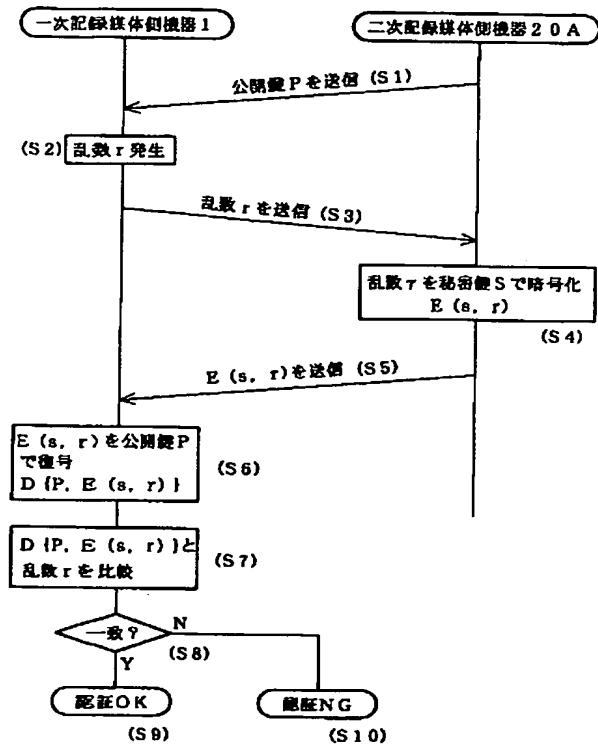 一次記録媒体側機器1
二次記録媒体側機器20A
公開鍵Pを送信 (S1)
(S2)
乱数r発生
乱数rを送信 (S3)
乱数rを秘密鍵Sで暗号化
E (s, r)
(S4)
E (s, r) を送信 (S5)
E (s, r) を公開鍵P
で復号
D {P, E (s, r) }
(S6)
D {P, E (s, r) }と
乱数rを比較
(S7)
一致?
N
(S8)
Y
認証OK
認証NG
(S9)
(S10)